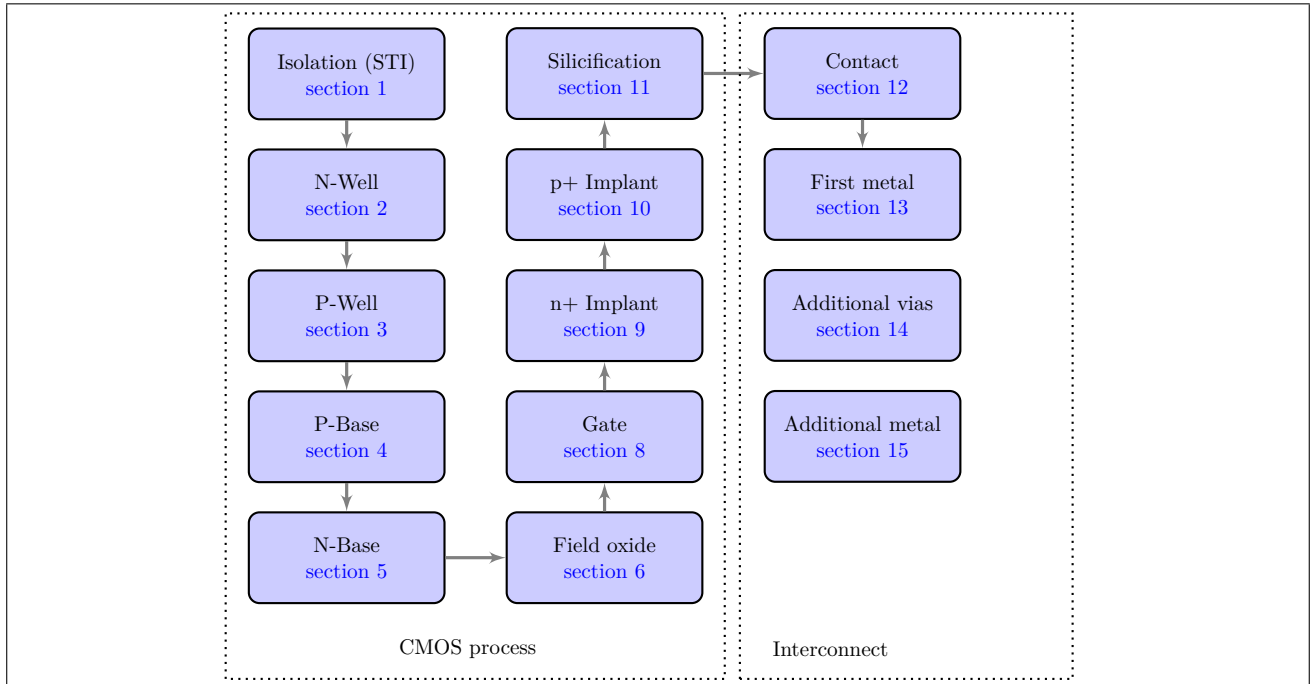 Isolation (STI)
section 1
N-Well
section 2
P-Well
section 3
P-Base
section 4
N-Base
section 5
Silicification
section 11
p+ Implant
section 10
n+ Implant
section 9
Gate
section 8
Field oxide
section 6
CMOS process
Contact
section 12
First metal
section 13
Additional vias
section 14
Additional metal
section 15
Interconnect